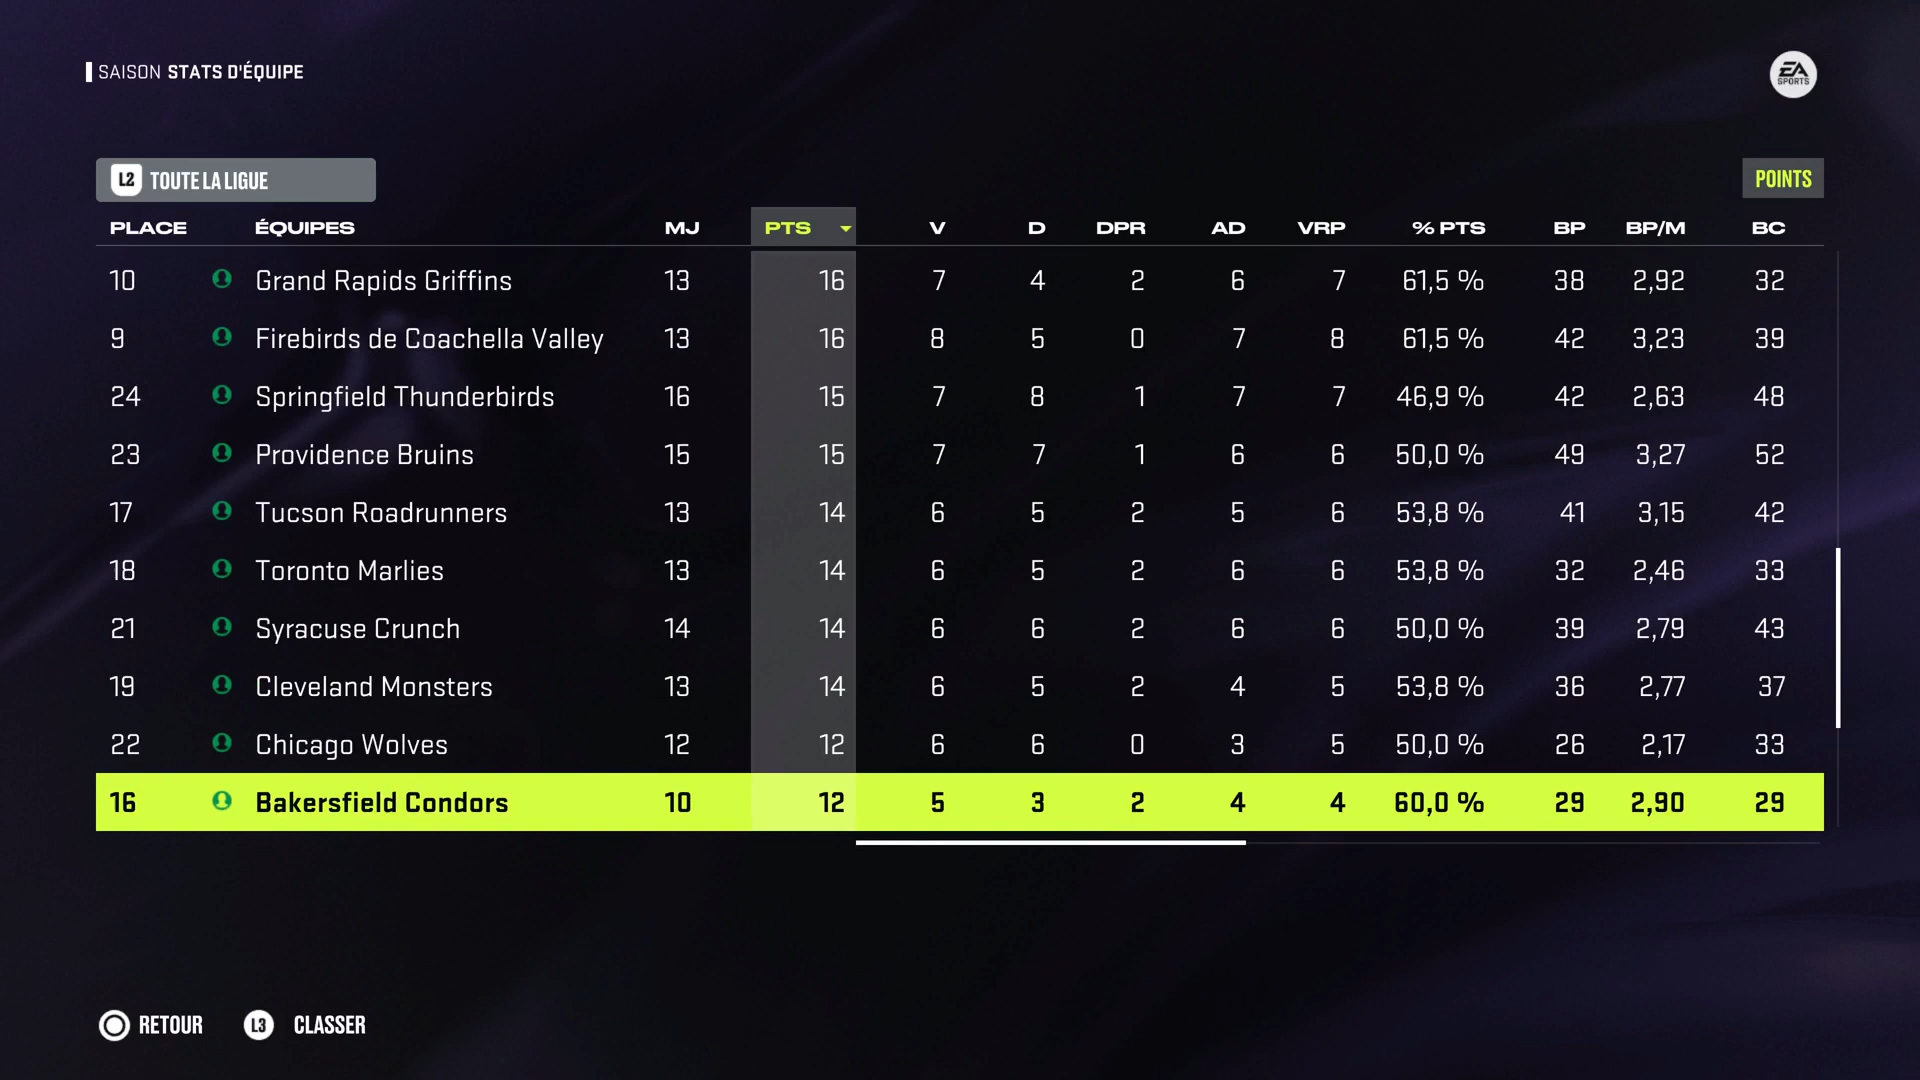 SAISON STATS D'ÉQUIPE
EA SPORTS
L2 TOUTE LA LIGUE
POINTS
PLACE ÉQUIPES MJ PTS V D DPR AD VRP % PTS BP BP/M BC
10 Grand Rapids Griffins 13 16 7 4 2 6 7 61,5 % 38 2,92 32
9 Firebirds de Coachella Valley 13 16 8 5 0 7 8 61,5 % 42 3,23 39
24 Springfield Thunderbirds 16 15 7 8 1 7 7 46,9 % 42 2,63 48
23 Providence Bruins 15 15 7 7 1 6 6 50,0 % 49 3,27 52
17 Tucson Roadrunners 13 14 6 5 2 5 6 53,8 % 41 3,15 42
18 Toronto Marlies 13 14 6 5 2 6 6 53,8 % 32 2,46 33
21 Syracuse Crunch 14 14 6 6 2 6 6 50,0 % 39 2,79 43
19 Cleveland Monsters 13 14 6 5 2 4 5 53,8 % 36 2,77 37
22 Chicago Wolves 12 12 6 6 0 3 5 50,0 % 26 2,17 33
16 Bakersfield Condors 10 12 5 3 2 4 4 60,0 % 29 2,90 29
RETOUR L3 CLASSER